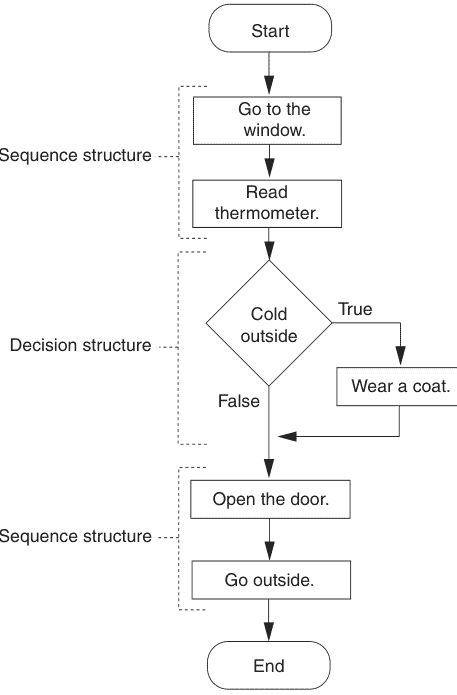 Start
Go to the
window.
Sequence structure
Read
thermometer.
Cold
outside
True
Decision structure
Wear a coat.
False
Open the door.
Sequence structure
Go outside.
End